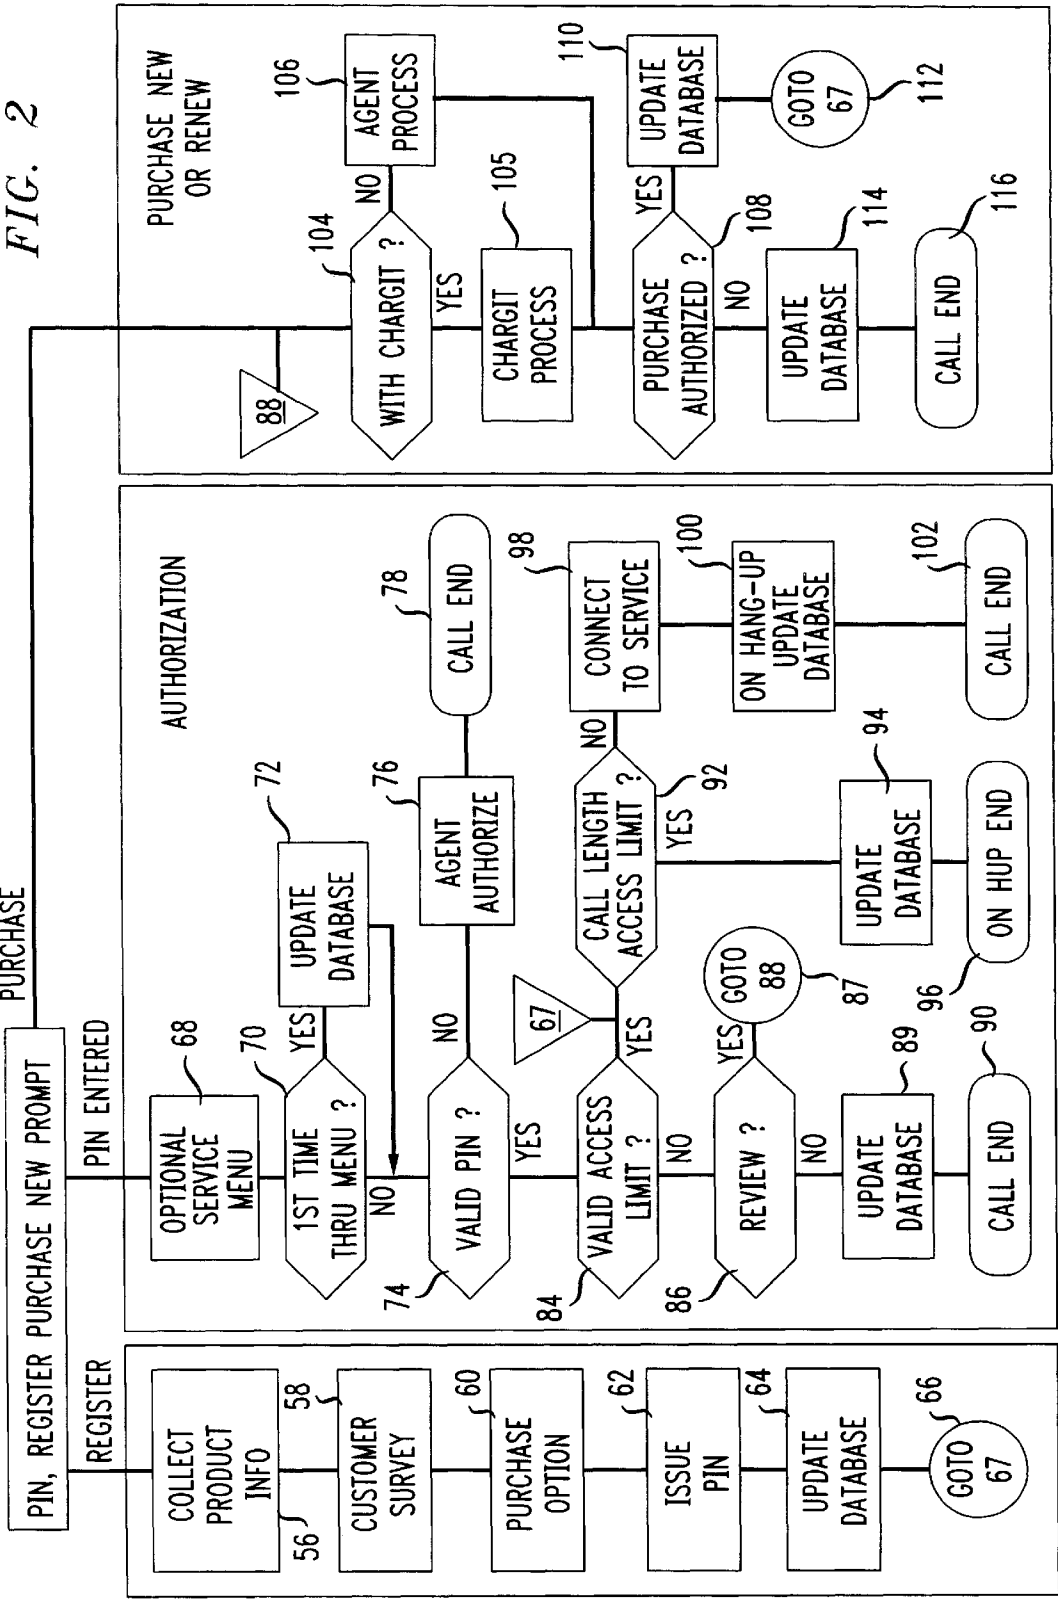 FIG. 2
PIN, REGISTER PURCHASE NEW PROMPT
REGISTER
PIN ENTERED
PURCHASE
COLLECT
PRODUCT
INFO
56
CUSTOMER
SURVEY
58
PURCHASE
OPTION
60
ISSUE
PIN
62
UPDATE
DATABASE
64
GOTO
67
66
AUTHORIZATION
OPTIONAL
SERVICE
MENU
68
1ST TIME
THRU MENU ?
70
YES
NO
UPDATE
DATABASE
72
VALID PIN ?
74
NO
YES
AGENT
AUTHORIZE
76
CALL END
78
VALID ACCESS
LIMIT ?
84
YES
NO
67
REVIEW ?
86
YES
NO
GOTO
88
87
UPDATE
DATABASE
89
CALL END
90
CALL LENGTH
ACCESS LIMIT ?
92
NO
YES
UPDATE
DATABASE
94
ON HUP END
96
CONNECT
TO SERVICE
98
ON HANG-UP
UPDATE
DATABASE
100
CALL END
102
PURCHASE NEW
OR RENEW
88
WITH CHARGIT ?
104
NO
YES
AGENT
PROCESS
106
CHARGIT
PROCESS
105
PURCHASE
AUTHORIZED ?
108
YES
NO
UPDATE
DATABASE
110
GOTO
67
112
UPDATE
DATABASE
114
CALL END
116